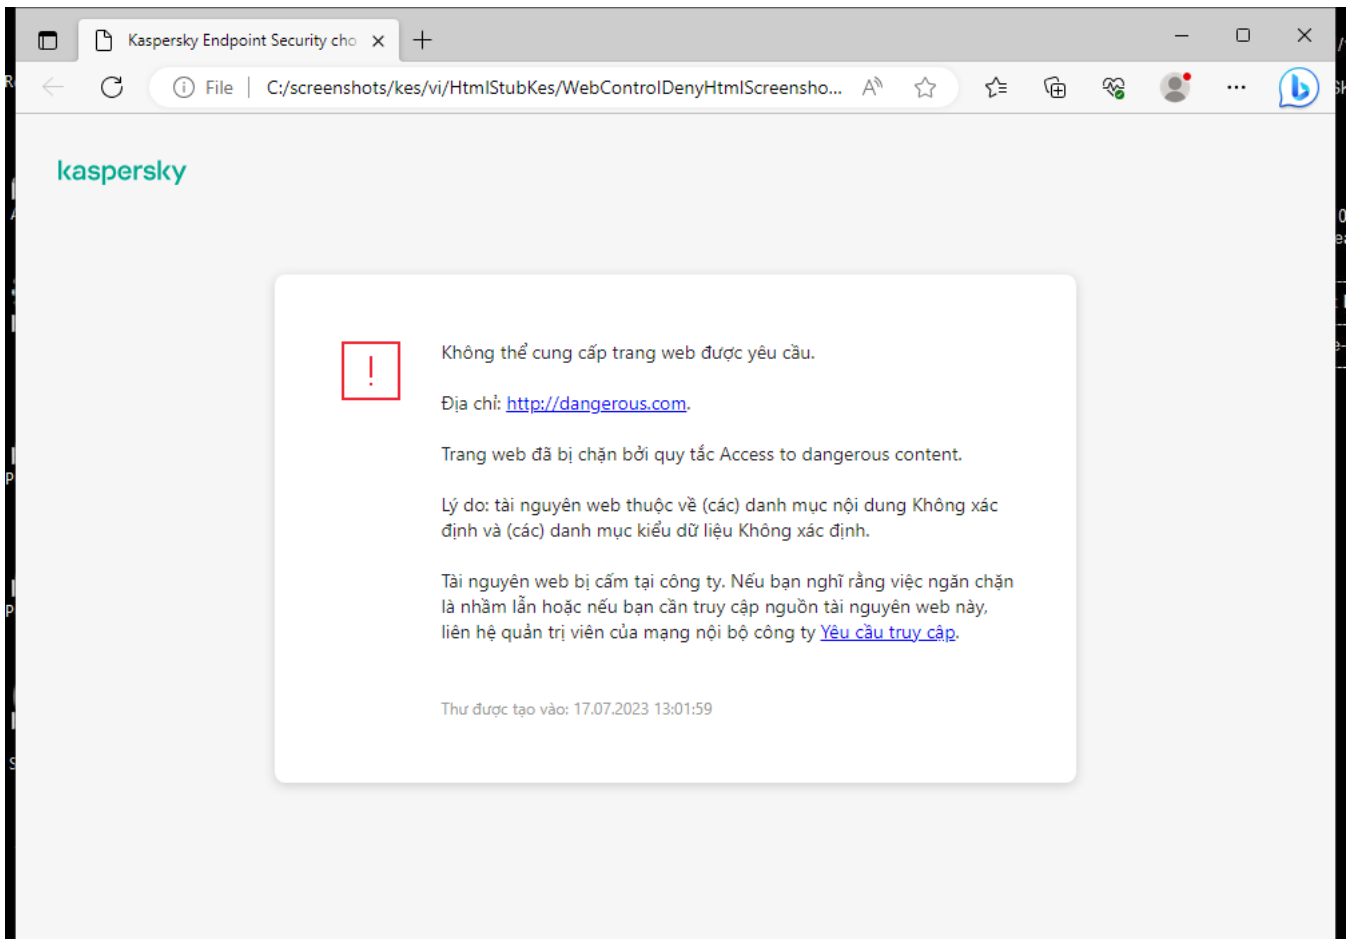 Kaspersky Endpoint Security cho
File
C:/screenshots/kes/vi/HtmlStubKes/WebControlDenyHtmlScreensho...
kaspersky
Không thể cung cấp trang web được yêu cầu.
Địa chỉ: http://dangerous.com.
Trang web đã bị chặn bởi quy tắc Access to dangerous content.
Lý do: tài nguyên web thuộc về (các) danh mục nội dung Không xác
định và (các) danh mục kiểu dữ liệu Không xác định.
Tài nguyên web bị cấm tại công ty. Nếu bạn nghĩ rằng việc ngăn chặn
là nhầm lẫn hoặc nếu bạn cần truy cập nguồn tài nguyên web này,
liên hệ quản trị viên của mạng nội bộ công ty Yêu cầu truy cập.
Thư được tạo vào: 17.07.2023 13:01:59